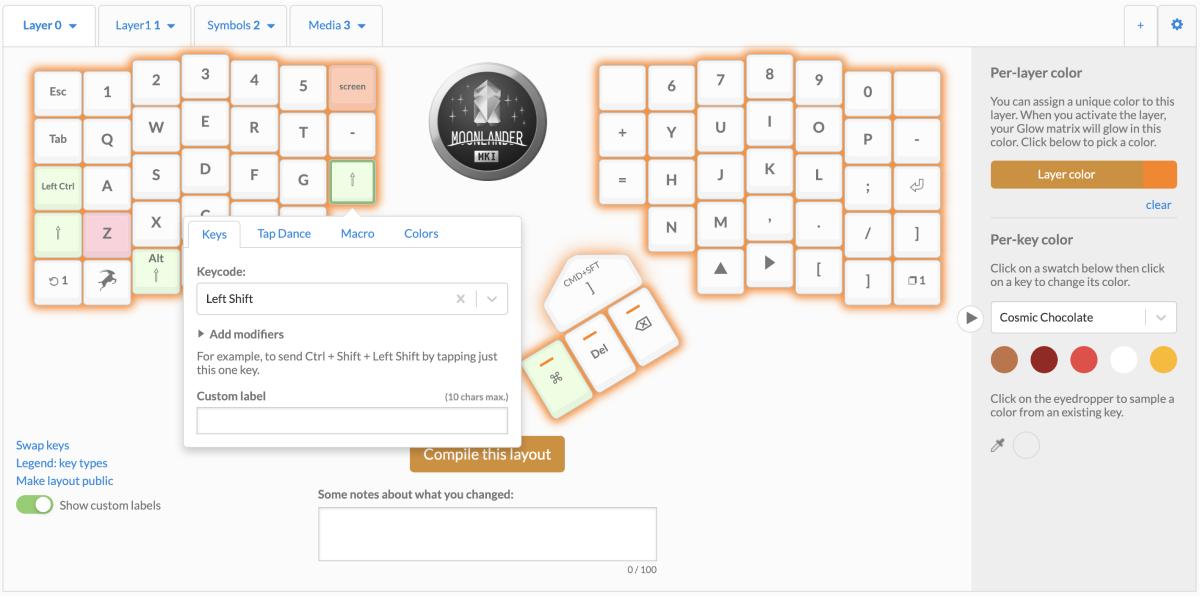 Layer 0
Layer1 1
Symbols 2
Media 3
+
Esc
1
2
3
4
5
screen
Tab
Q
W
E
R
T
-
Left Ctrl
A
S
D
F
G
Z
X
1
Alt
MOONLANDER
MKI
6
7
8
9
0
+
Y
U
I
O
P
-
=
H
J
K
L
;
N
M
,
.
/
]
[
]
1
CMD+SFT
]
Del
⌘
Keys
Tap Dance
Macro
Colors
Keycode:
Left Shift
Add modifiers
For example, to send Ctrl + Shift + Left Shift by tapping just
this one key.
Custom label
(10 chars max.)
Swap keys
Legend: key types
Make layout public
Show custom labels
Compile this layout
Some notes about what you changed:
0 / 100
Per-layer color
You can assign a unique color to this
layer. When you activate the layer,
your Glow matrix will glow in this
color. Click below to pick a color.
Layer color
clear
Per-key color
Click on a swatch below then click
on a key to change its color.
Cosmic Chocolate
Click on the eyedropper to sample a
color from an existing key.